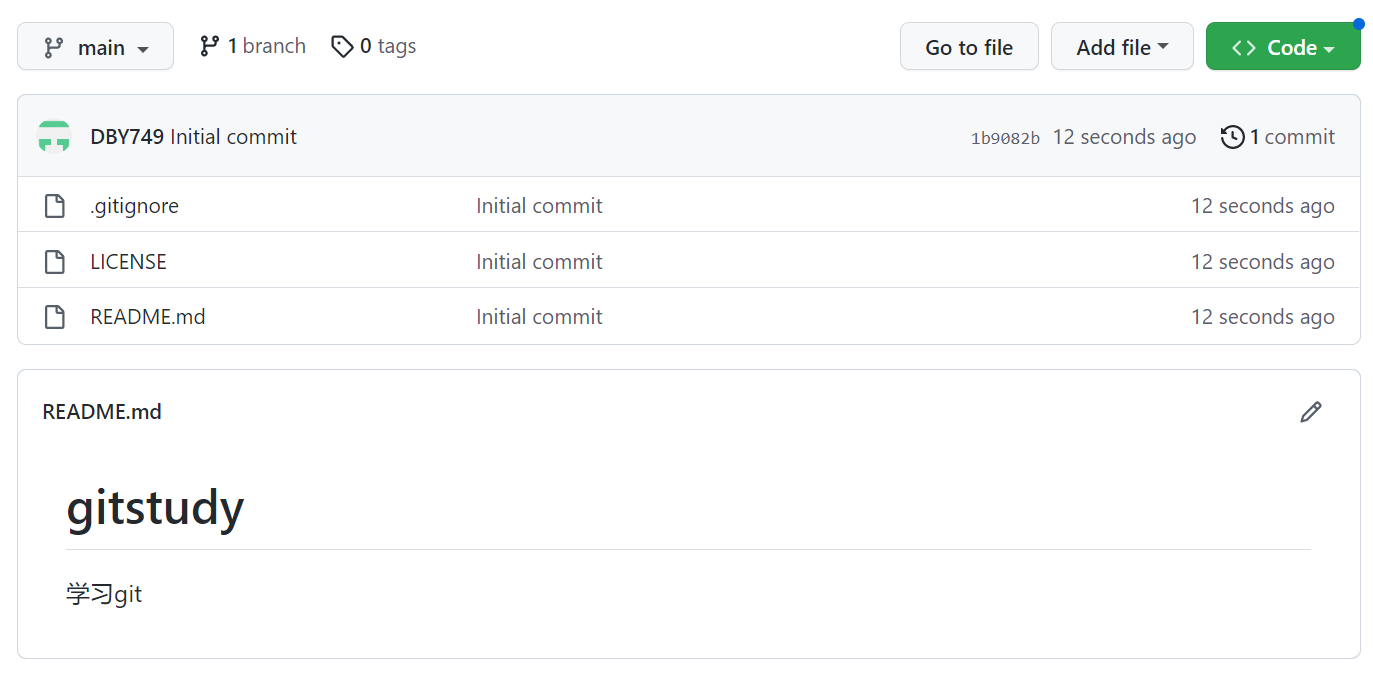 main 1 branch 0 tags Go to file Add file Code
DBY749 Initial commit 1b9082b 12 seconds ago 1 commit
.gitignore Initial commit 12 seconds ago
LICENSE Initial commit 12 seconds ago
README.md Initial commit 12 seconds ago
README.md
gitstudy
学习git